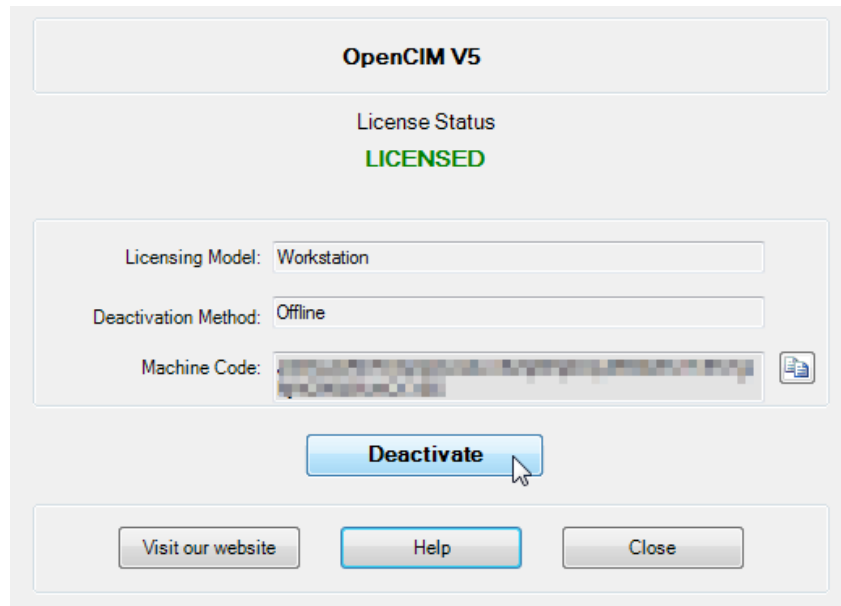 OpenCIM V5
License Status
LICENSED
Licensing Model: Workstation
Deactivation Method: Offline
Machine Code:
Deactivate
Visit our website Help Close